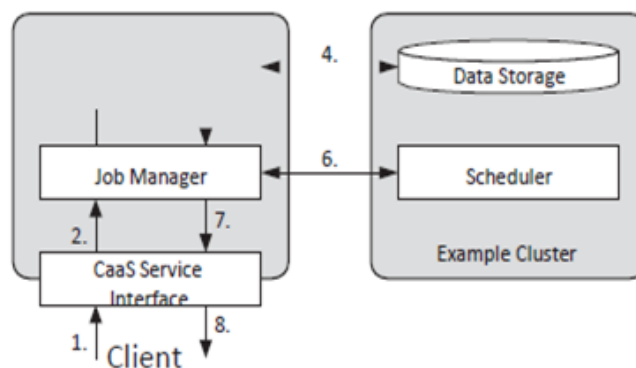 4.
Data Storage
Job Manager
6.
Scheduler
2.
7.
CaaS Service
Interface
Example Cluster
1.
8.
Client